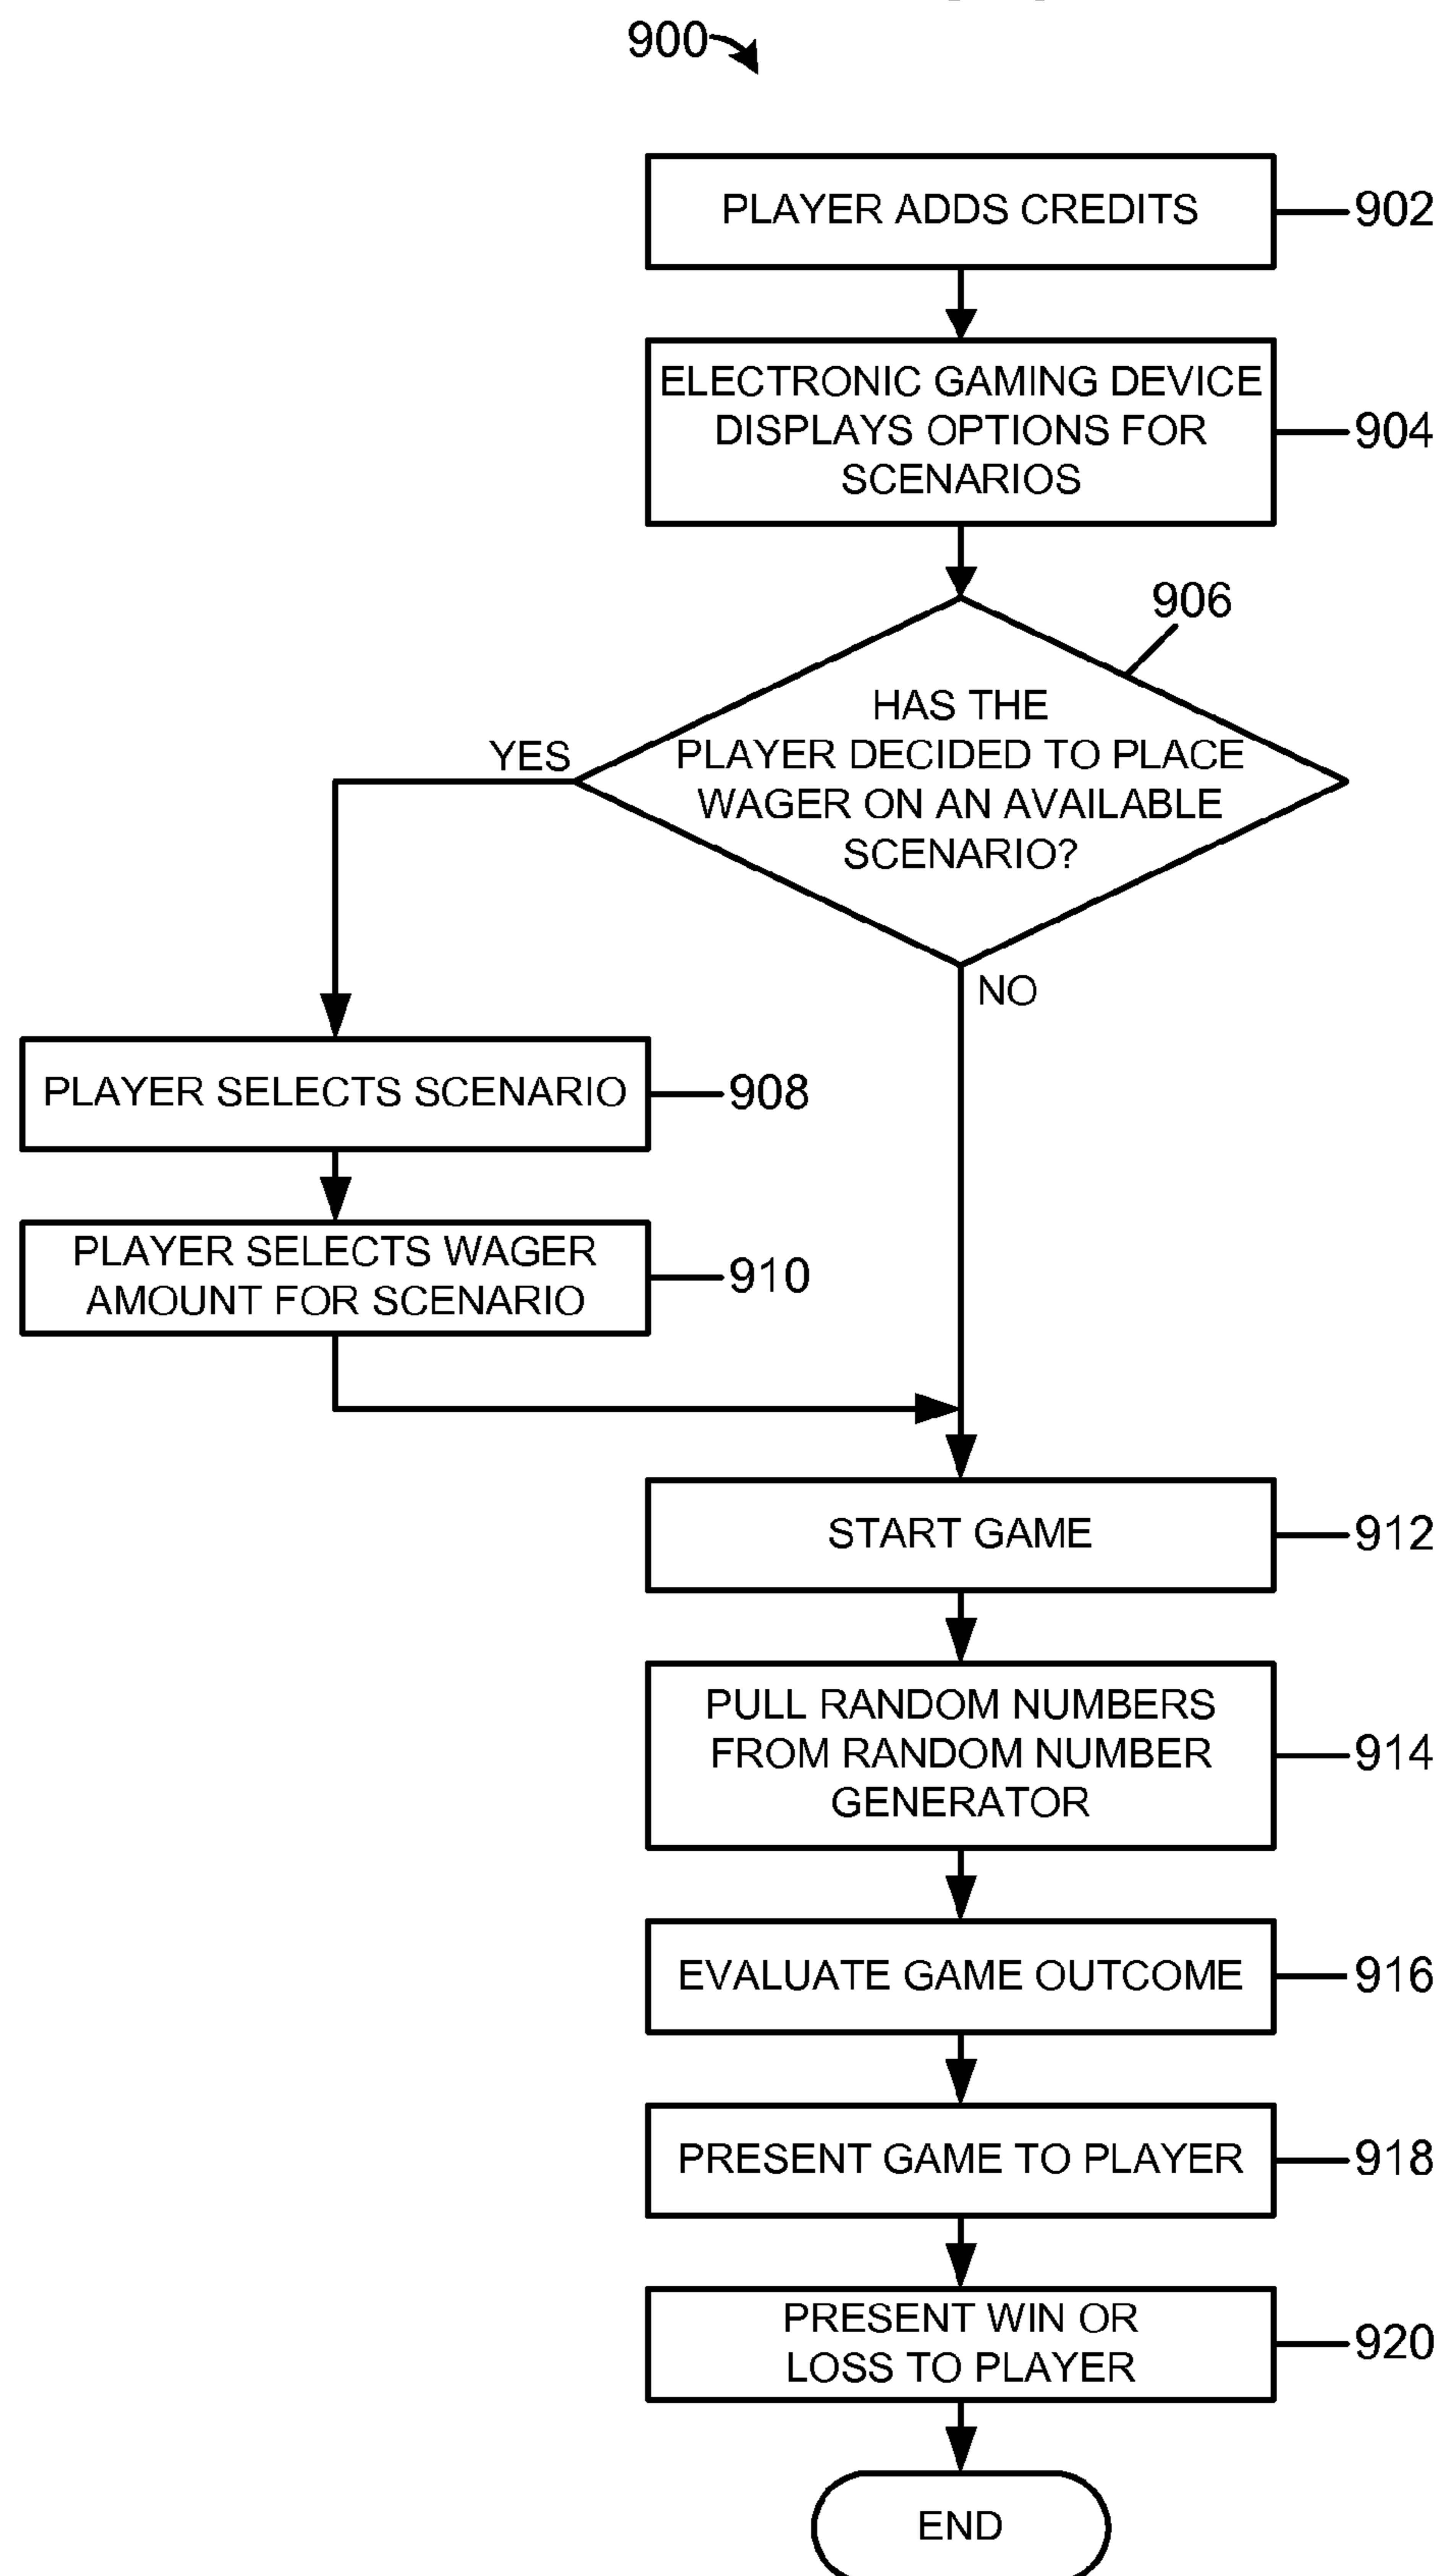 900
PLAYER ADDS CREDITS
902
ELECTRONIC GAMING DEVICE
DISPLAYS OPTIONS FOR
SCENARIOS
904
906
HAS THE
PLAYER DECIDED TO PLACE
WAGER ON AN AVAILABLE
SCENARIO?
YES
NO
PLAYER SELECTS SCENARIO
908
PLAYER SELECTS WAGER
AMOUNT FOR SCENARIO
910
START GAME
912
PULL RANDOM NUMBERS
FROM RANDOM NUMBER
GENERATOR
914
EVALUATE GAME OUTCOME
916
PRESENT GAME TO PLAYER
918
PRESENT WIN OR
LOSS TO PLAYER
920
END